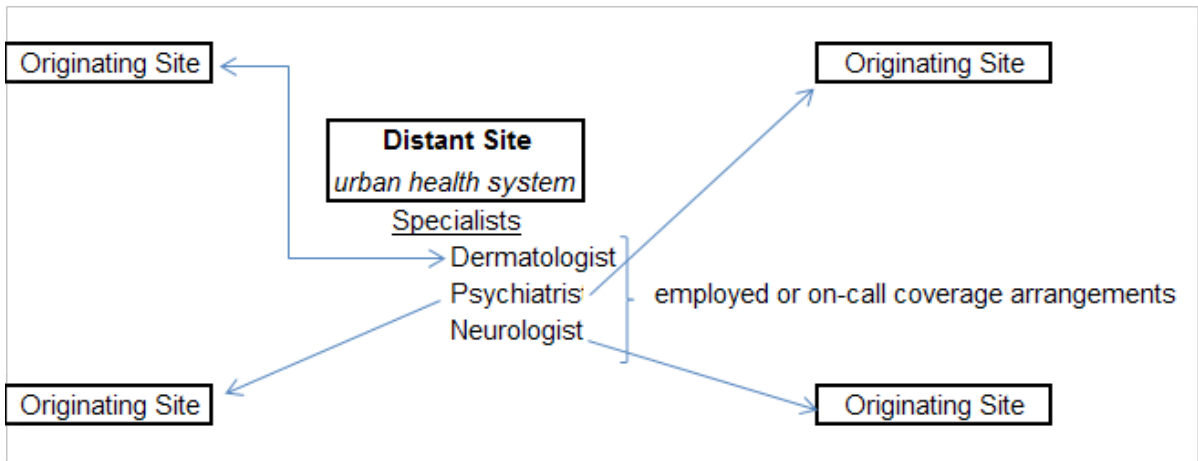 Originating Site
Originating Site
Distant Site
urban health system
Specialists
Dermatologist
Psychiatrist
employed or on-call coverage arrangements
Neurologist
Originating Site
Originating Site